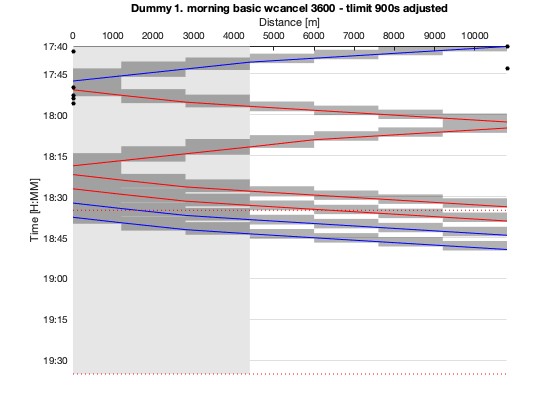 Dummy 1. morning basic wcancel 3600 - tlimit 900s adjusted
Distance [m]
0 1000 2000 3000 4000 5000 6000 7000 8000 9000 10000
17:40
17:45
18:00
18:15
18:30
18:45
19:00
19:15
19:30
Time [H:MM]